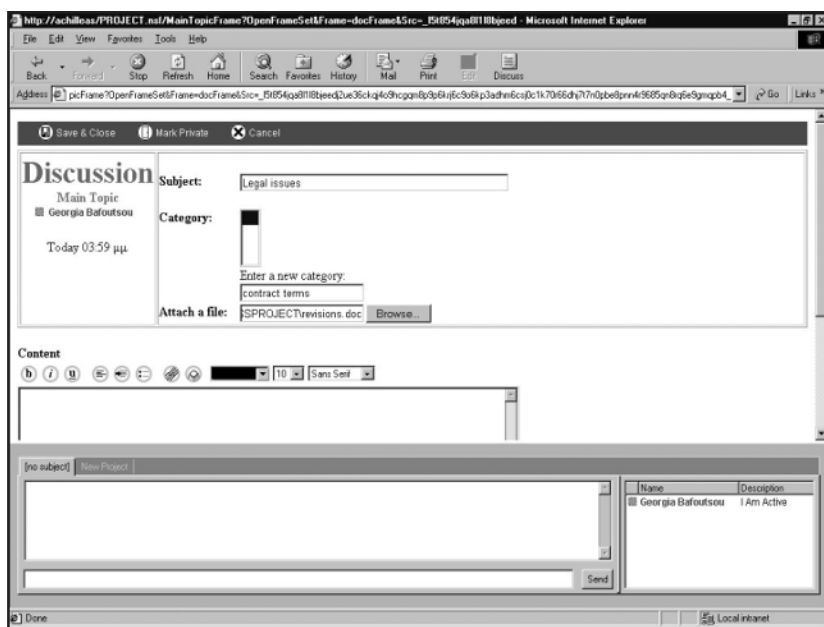 http://achilleas/PROJECT.nsf/MainTopicFrame?OpenFrameSet&Frame=docFrame&Src=_l5t854jqa8l1l8bjeed - Microsoft Internet Explorer
File Edit View Favorites Tools Help
Back Forward Stop Refresh Home Search Favorites History Mail Print Edit Discuss
Address Go Links »
Save & Close Mark Private Cancel
Discussion
Main Topic
Georgia Bafoutsou
Today 03:59 μμ
Subject: Legal issues
Category:
Enter a new category:
contract terms
Attach a file: SPROJECT\revisions.doc Browse...
Content
b i u 10 Sans Serif
[no subject] New Project
Name Description
Georgia Bafoutsou I Am Active
Send
Done Local intranet